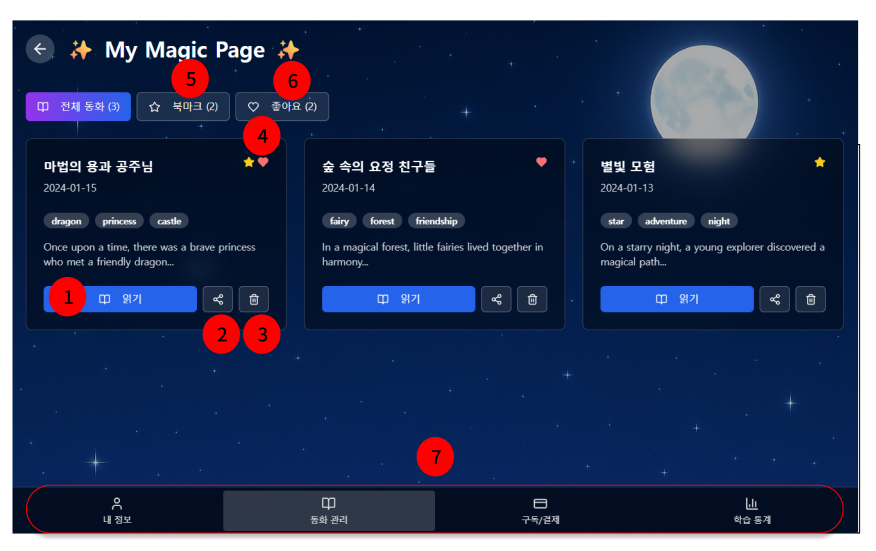 My Magic Page
5
6
전체 동화 (3)
북마크 (2)
좋아요 (2)
4
마법의 용과 공주님
2024-01-15
dragon princess castle
Once upon a time, there was a brave princess
who met a friendly dragon...
1
읽기
2
3
숲 속의 요정 친구들
2024-01-14
fairy forest friendship
In a magical forest, little fairies lived together in
harmony...
읽기
별빛 모험
2024-01-13
star adventure night
On a starry night, a young explorer discovered a
magical path...
읽기
7
내 정보
동화 관리
구독/결제
학습 통계